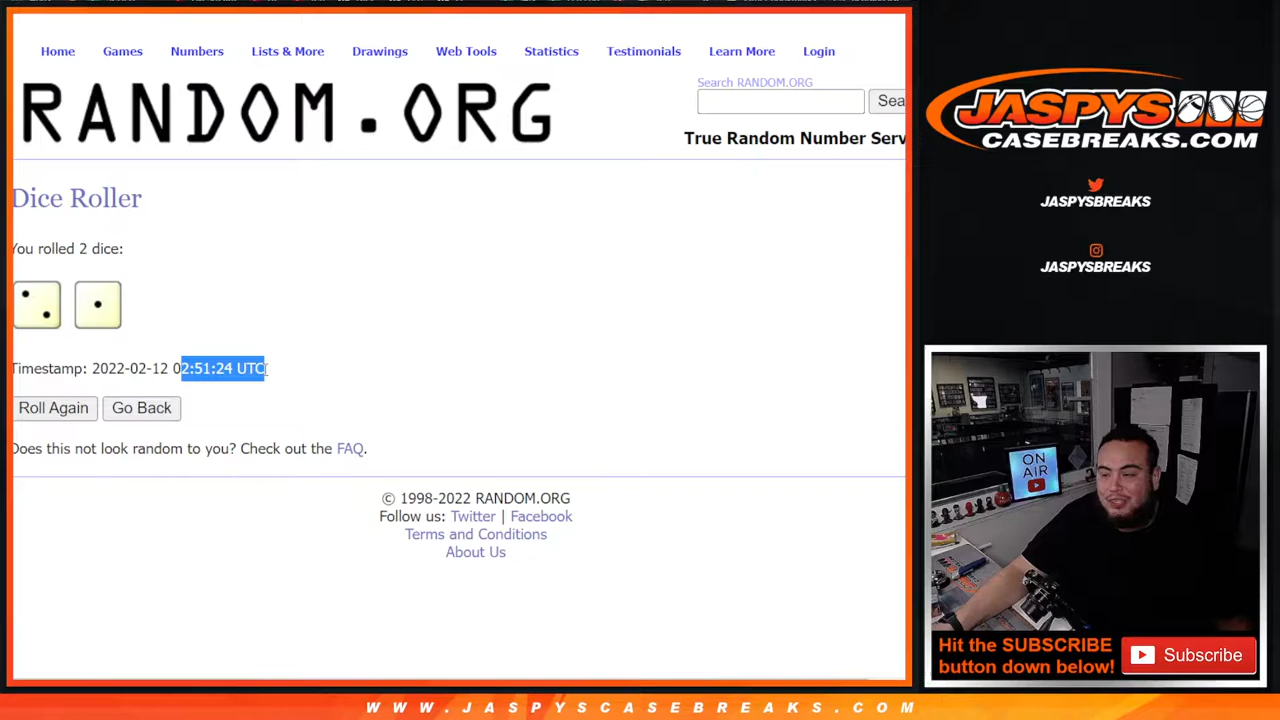 Home Games Numbers Lists & More Drawings Web Tools Statistics Testimonials Learn More Login
RANDOM.ORG
Search RANDOM.ORG
Sea
True Random Number Serv
Dice Roller
You rolled 2 dice:
Timestamp: 2022-02-12 02:51:24 UTC
Roll Again Go Back
Does this not look random to you? Check out the FAQ.
© 1998-2022 RANDOM.ORG
Follow us: Twitter | Facebook
Terms and Conditions
About Us
JASPYS
CASEBREAKS.COM
JASPYSBREAKS
JASPYSBREAKS
ON
AIR
Hit the SUBSCRIBE
button down below!
Subscribe
WWW.JASPYSCASEBREAKS.COM